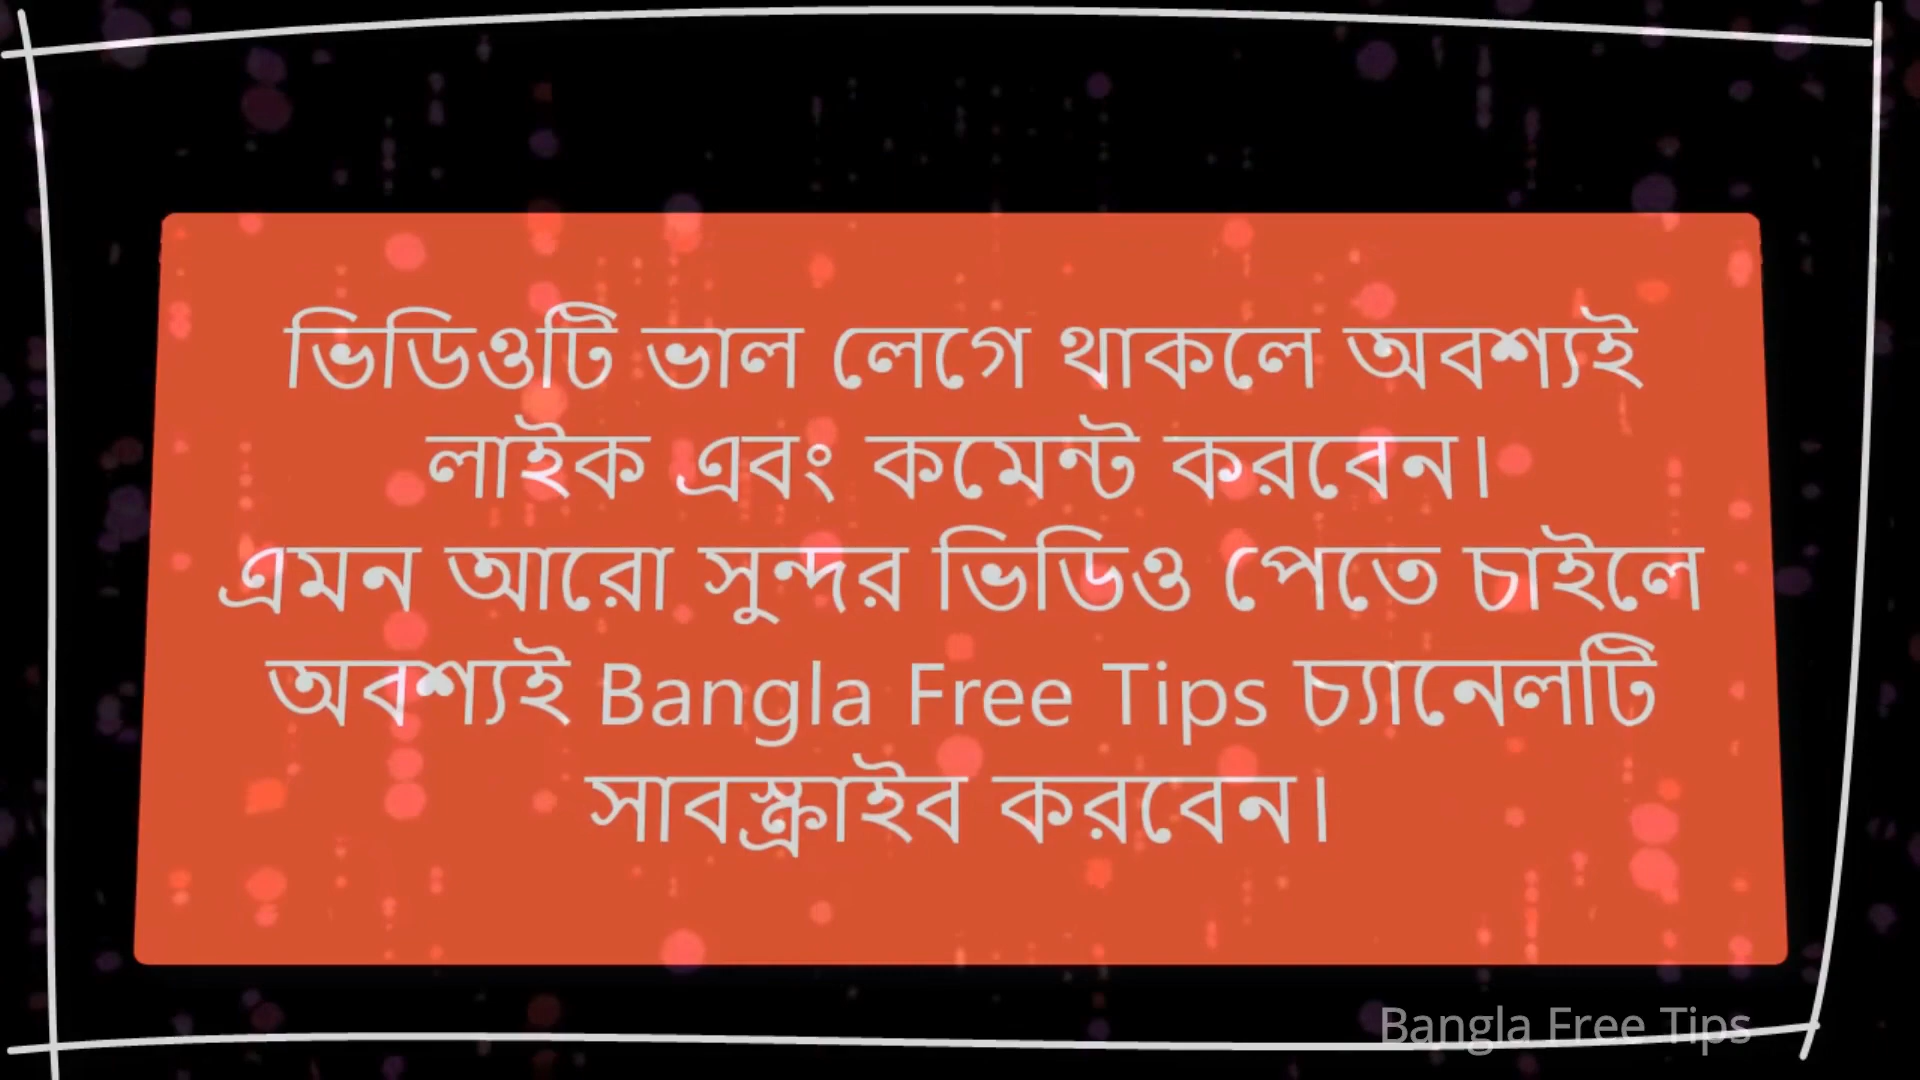 ভিডিওটি ভাল লেগে থাকলে অবশ্যই
লাইক এবং কমেন্ট করবেন।
এমন আরো সুন্দর ভিডিও পেতে চাইলে
অবশ্যই Bangla Free Tips চ্যানেলটি
সাবস্ক্রাইব করবেন।
Bangla Free Tips